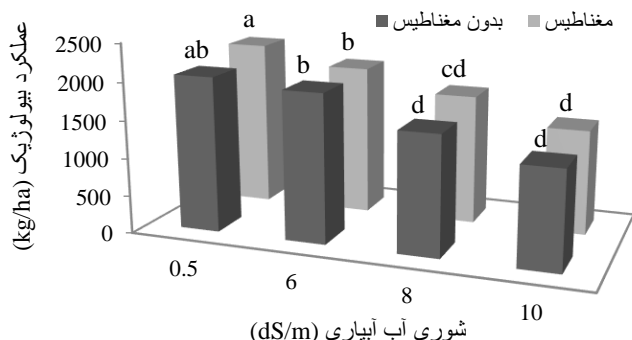 مغناطیس
بدون مغناطیس
عملکرد بیولوژیک (kg/ha)
2500
2000
1500
1000
500
0
ab
a
b
b
d
cd
d
d
0.5
6
8
10
شوری آب آبیاری (dS/m)